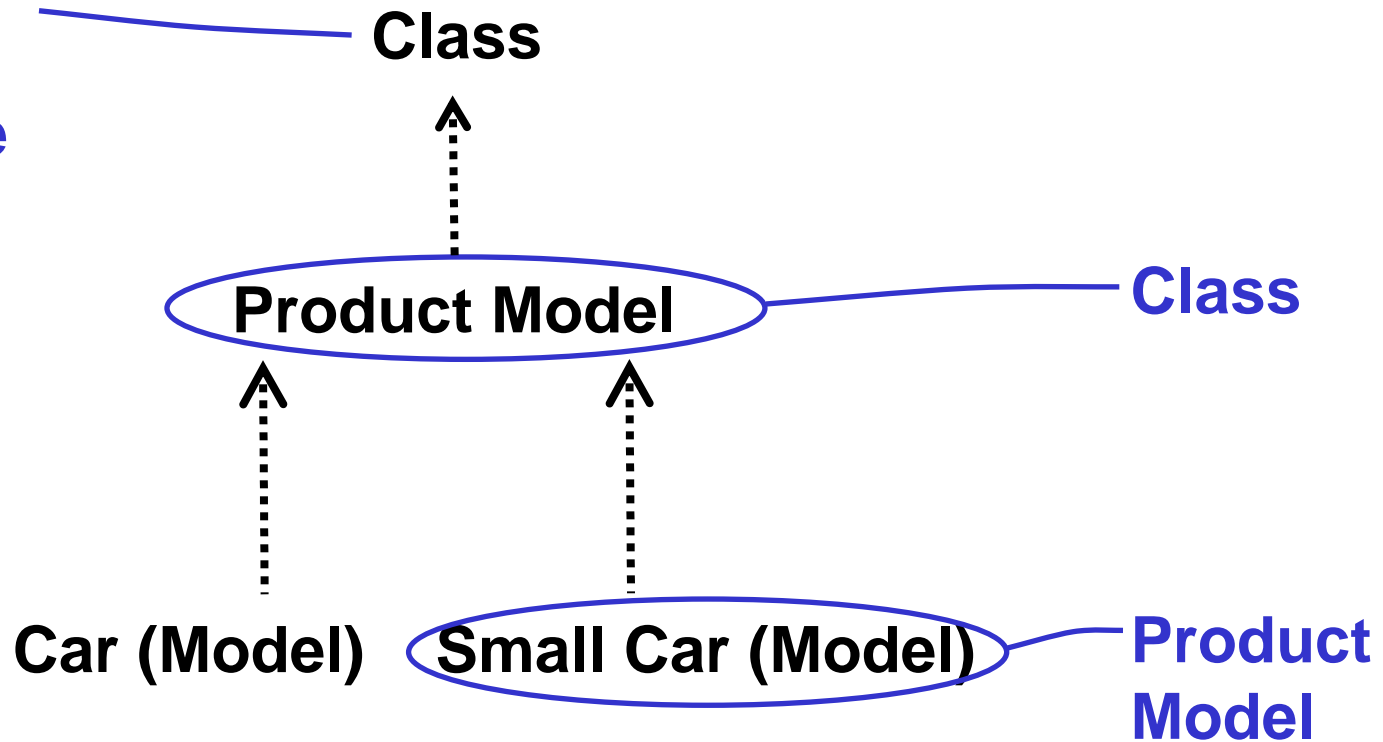 Class
Product Model
Class
Car (Model)
Small Car (Model)
Product
Model